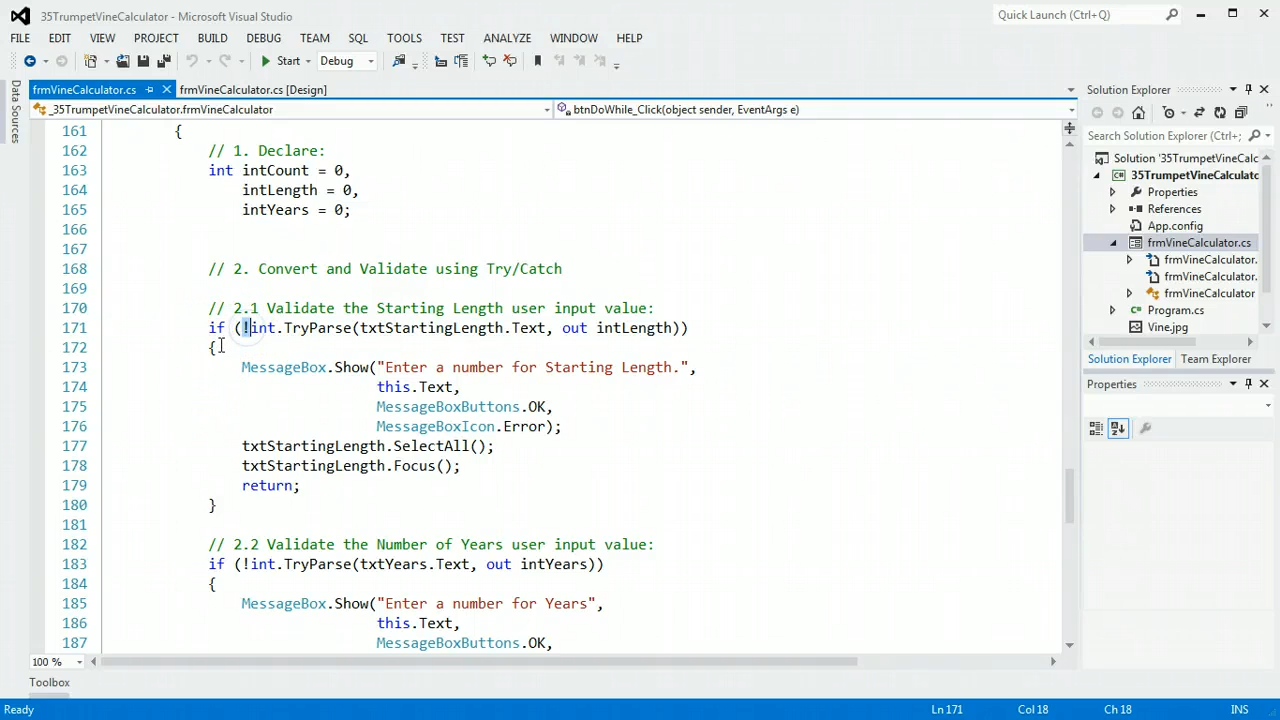 35TrumpetVineCalculator - Microsoft Visual Studio
Quick Launch (Ctrl+Q)
FILE EDIT VIEW PROJECT BUILD DEBUG TEAM SQL TOOLS TEST ANALYZE WINDOW HELP
Start Debug
Data Sources
frmVineCalculator.cs frmVineCalculator.cs [Design]
_35TrumpetVineCalculator.frmVineCalculator btnDoWhile_Click(object sender, EventArgs e)
161 {
162 // 1. Declare:
163 int intCount = 0,
164 intLength = 0,
165 intYears = 0;
166
167
168 // 2. Convert and Validate using Try/Catch
169
170 // 2.1 Validate the Starting Length user input value:
171 if (!int.TryParse(txtStartingLength.Text, out intLength))
172 {
173 MessageBox.Show("Enter a number for Starting Length.",
174 this.Text,
175 MessageBoxButtons.OK,
176 MessageBoxIcon.Error);
177 txtStartingLength.SelectAll();
178 txtStartingLength.Focus();
179 return;
180 }
181
182 // 2.2 Validate the Number of Years user input value:
183 if (!int.TryParse(txtYears.Text, out intYears))
184 {
185 MessageBox.Show("Enter a number for Years",
186 this.Text,
187 MessageBoxButtons.OK,
100 %
Toolbox
Solution Explorer
Search Solution Explorer (Ctrl+;
Solution '35TrumpetVineCalc
35TrumpetVineCalculato
Properties
References
App.config
frmVineCalculator.cs
frmVineCalculator.
frmVineCalculator.
frmVineCalculator
Program.cs
Vine.jpg
Solution Explorer Team Explorer
Properties
Ready Ln 171 Col 18 Ch 18 INS